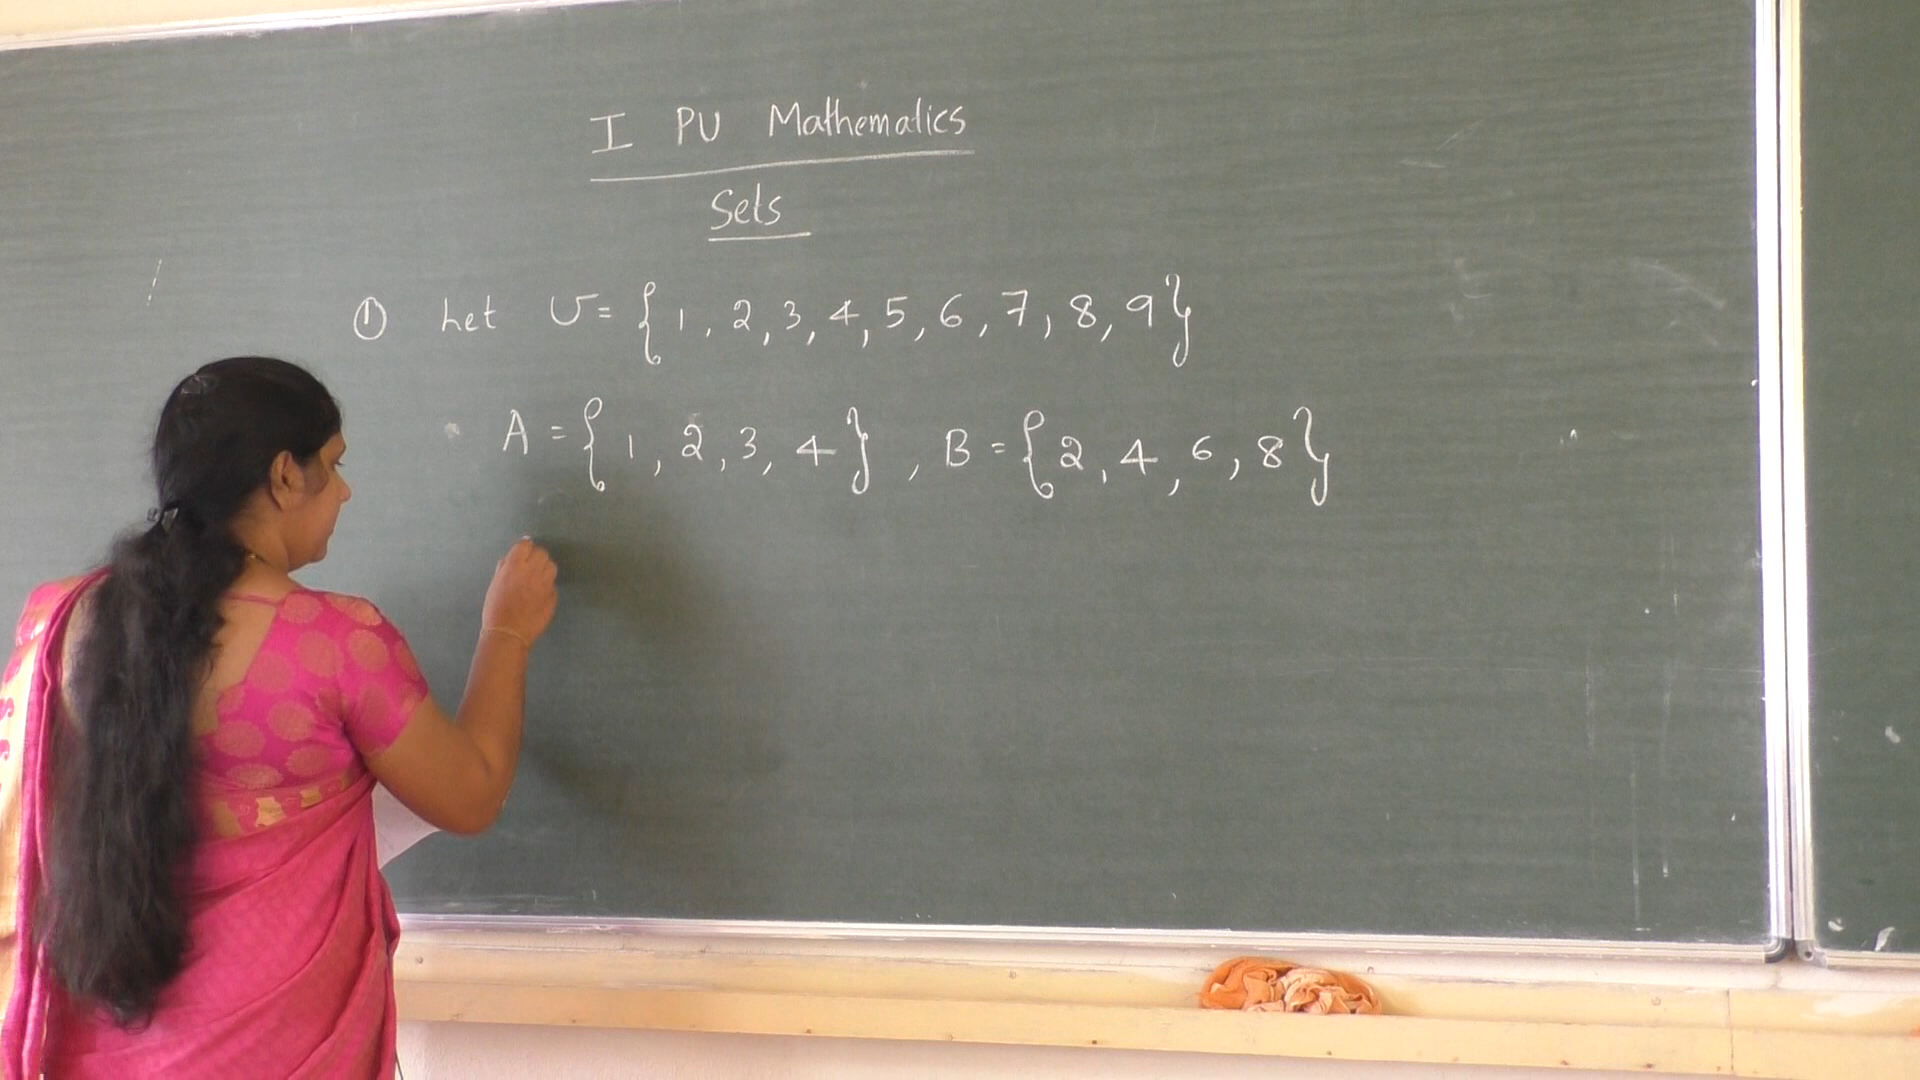 I PU Mathematics
Sets
① Let U = {1, 2, 3, 4, 5, 6, 7, 8, 9}
A = {1, 2, 3, 4}, B = {2, 4, 6, 8}